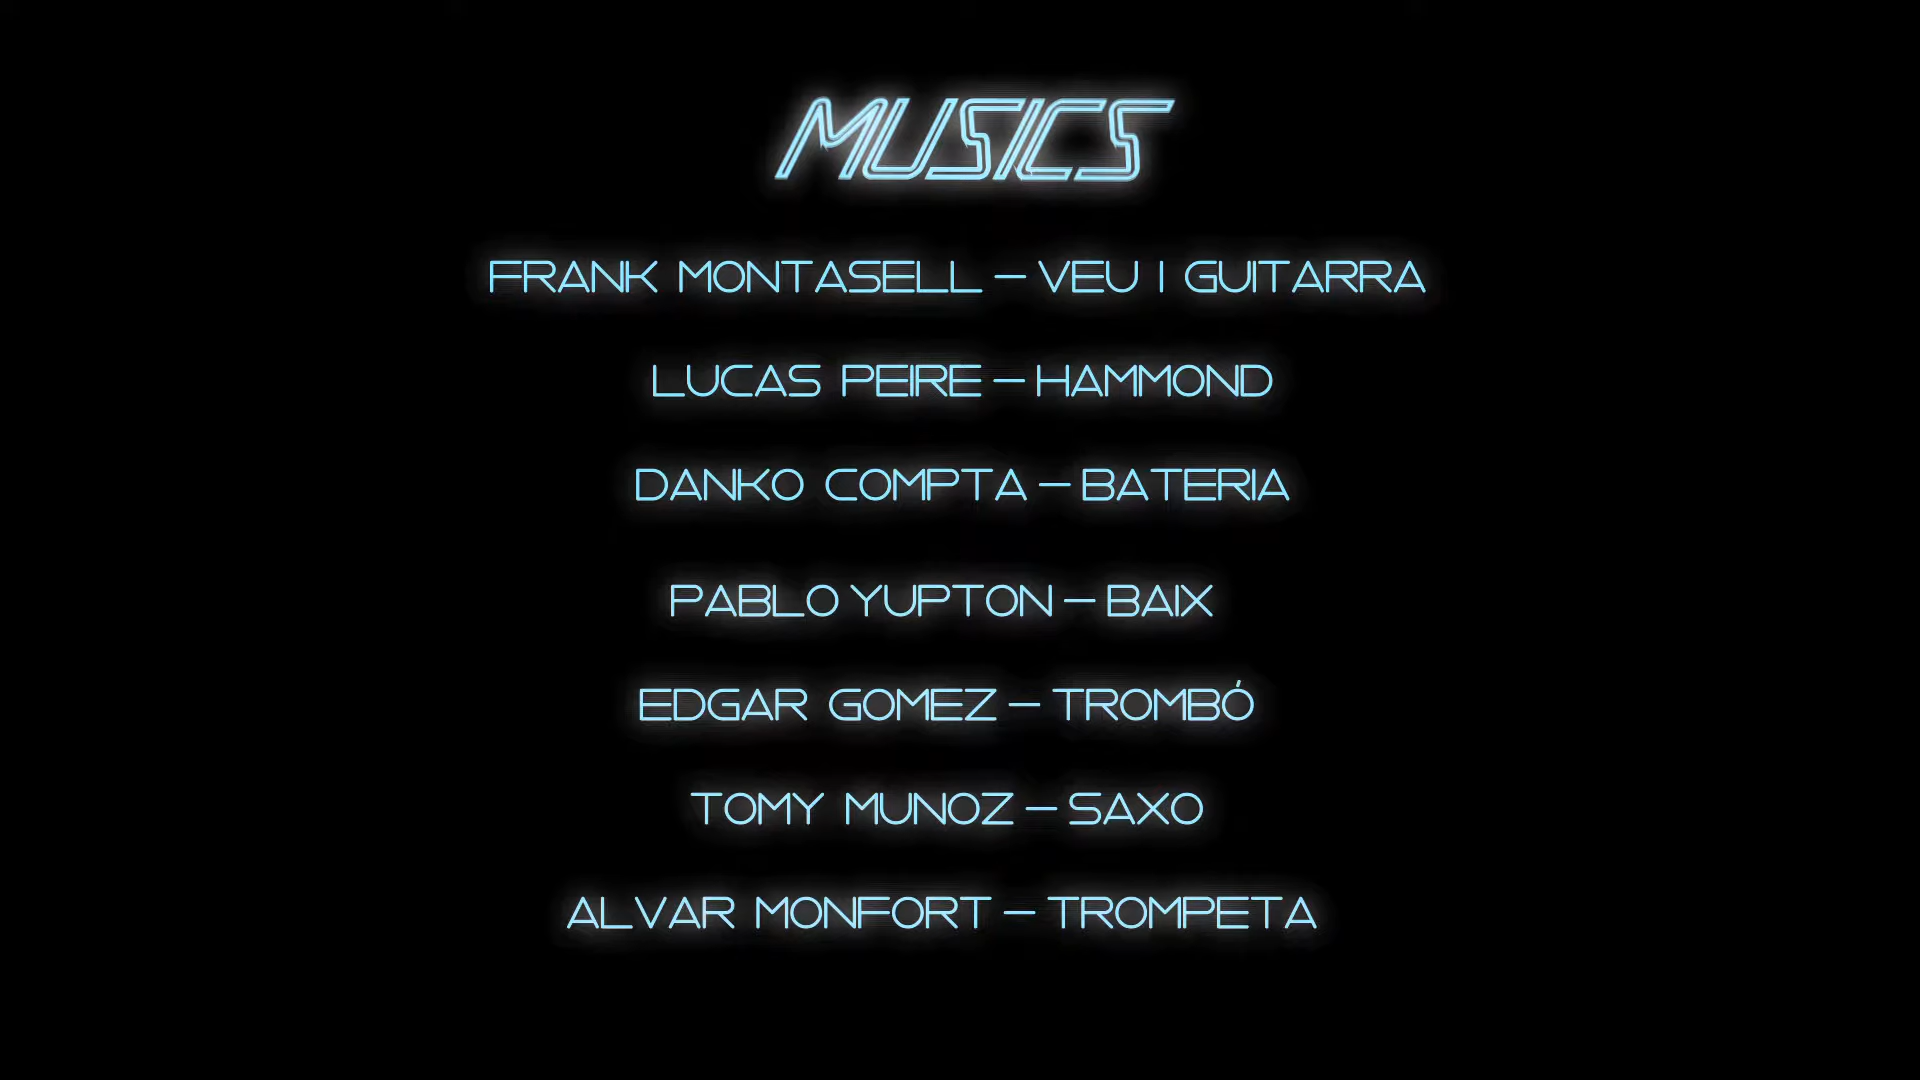 MUSICS
FRANK MONTASELL – VEU I GUITARRA
LUCAS PEIRE – HAMMOND
DANKO COMPTA – BATERIA
PABLO YUPTON – BAIX
EDGAR GOMEZ – TROMBÓ
TOMY MUNOZ – SAXO
ALVAR MONFORT – TROMPETA